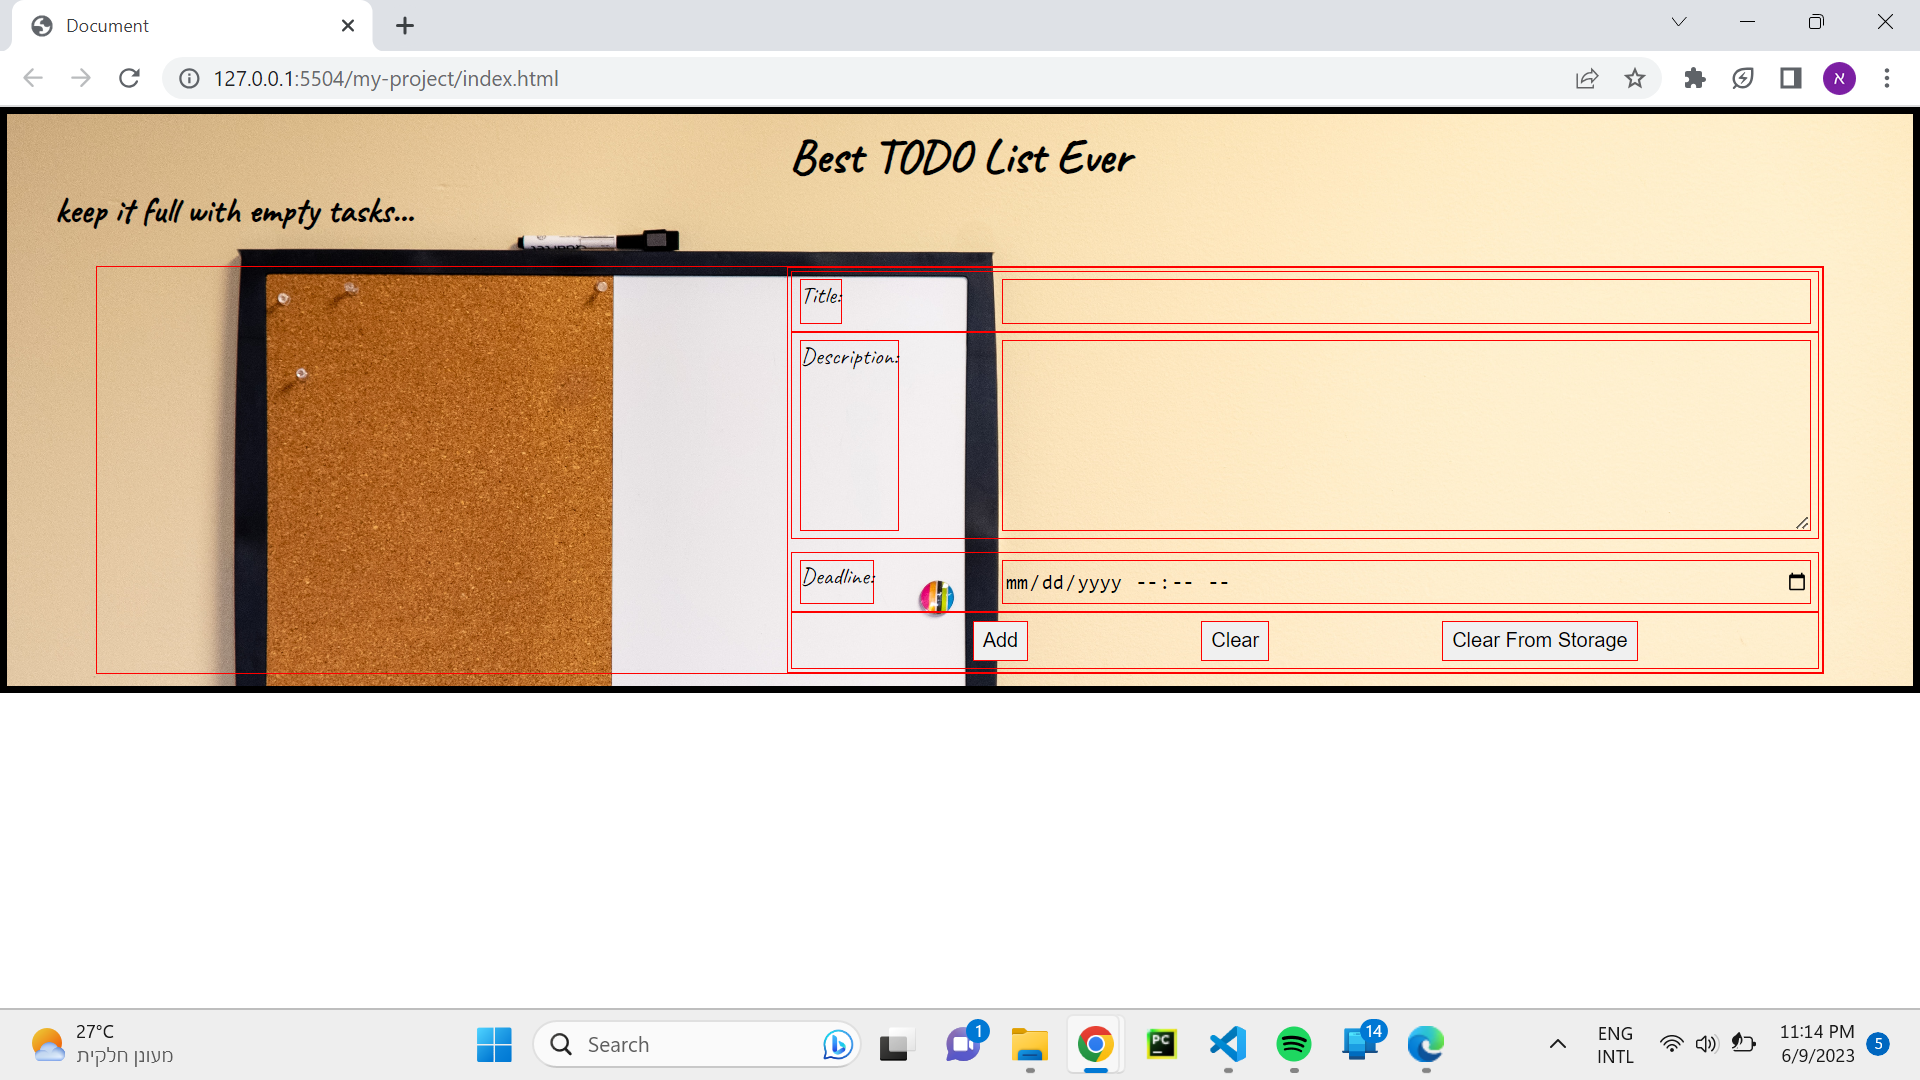 Document
127.0.0.1:5504/my-project/index.html
א
Best TODO List Ever
keep it full with empty tasks...
Title:
Description:
Deadline:
mm/dd/yyyy --:-- --
Add
Clear
Clear From Storage
27°C
מעונן חלקית
Search
1
PC
14
ENG
INTL
11:14 PM
6/9/2023
5